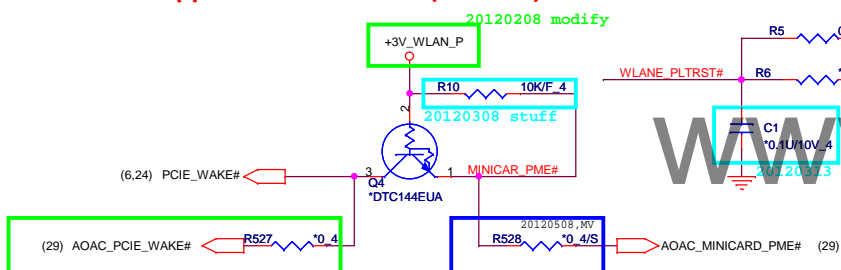 20120208 modify
+3V_WLAN_P
R5
WLANE_PLTRST#
R6
R10
10K/F_4
2
20120308 stuff
C1
*0.1U/10V_4
20120313
(6,24) PCIE_WAKE#
3
1
MINICAR_PME#
Q4
*DTC144EUA
20120508,MV
(29) AOAC_PCIE_WAKE#
R527
*0_4
R528
*0_4/S
AOAC_MINICARD_PME# (29)